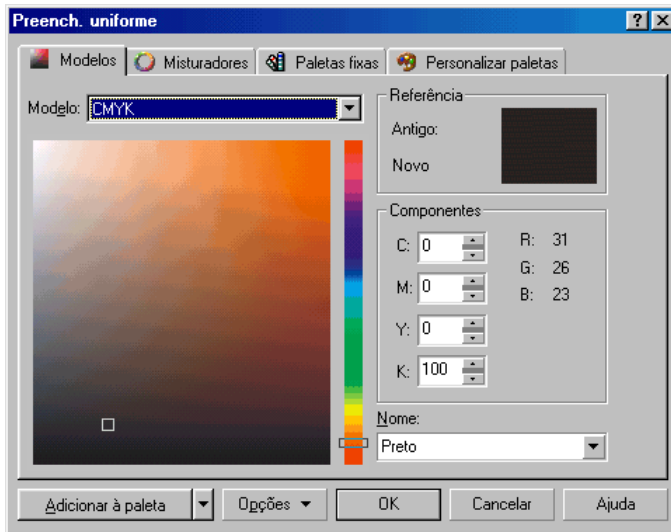 Preench. uniforme
Modelos Misturadores Paletas fixas Personalizar paletas
Modelo: CMYK
Referência
Antigo:
Novo
Componentes
C: 0 R: 31
M: 0 G: 26
Y: 0 B: 23
K: 100
Nome:
Preto
Adicionar à paleta Opções OK Cancelar Ajuda